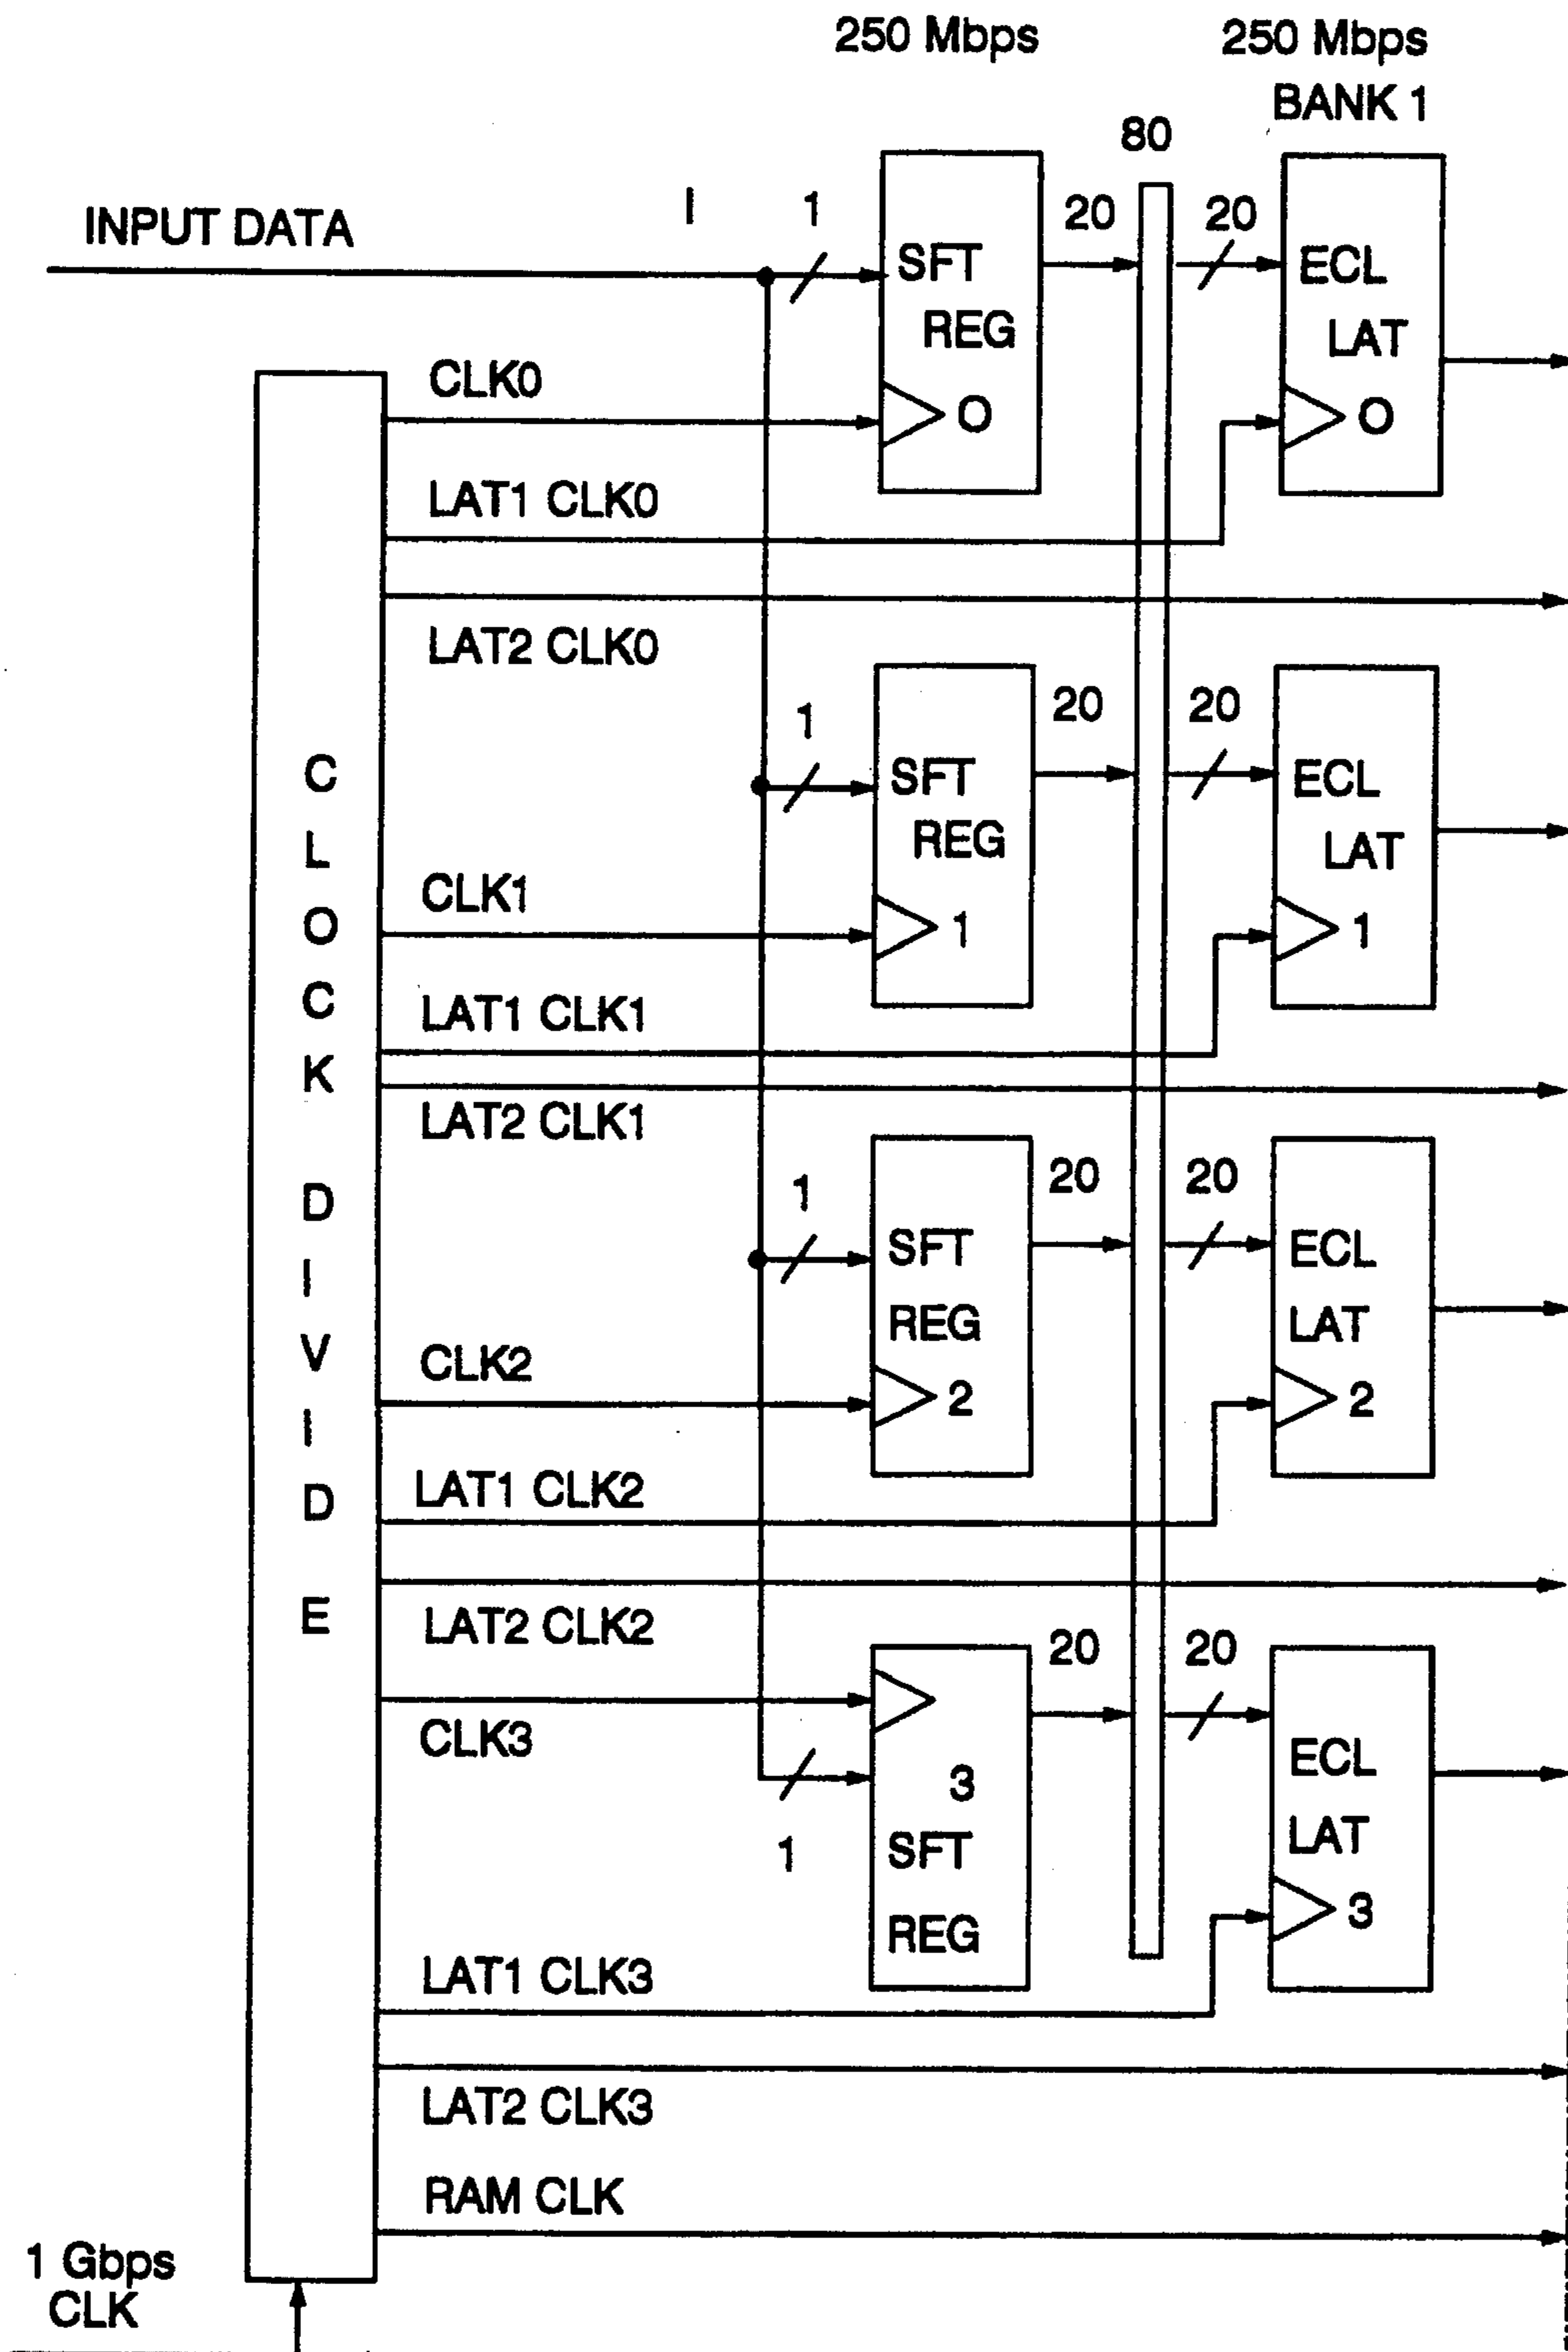 250 Mbps
250 Mbps
BANK 1
80
INPUT DATA
I
1
20
20
SFT
REG
O
ECL
LAT
O
CLK0
LAT1 CLK0
LAT2 CLK0
1
20
20
SFT
REG
1
ECL
LAT
1
CLK1
LAT1 CLK1
LAT2 CLK1
CLOCK DIVIDE
1
20
20
SFT
REG
2
ECL
LAT
2
CLK2
LAT1 CLK2
LAT2 CLK2
20
20
CLK3
1
3
SFT
REG
ECL
LAT
3
LAT1 CLK3
LAT2 CLK3
RAM CLK
1 Gbps
CLK